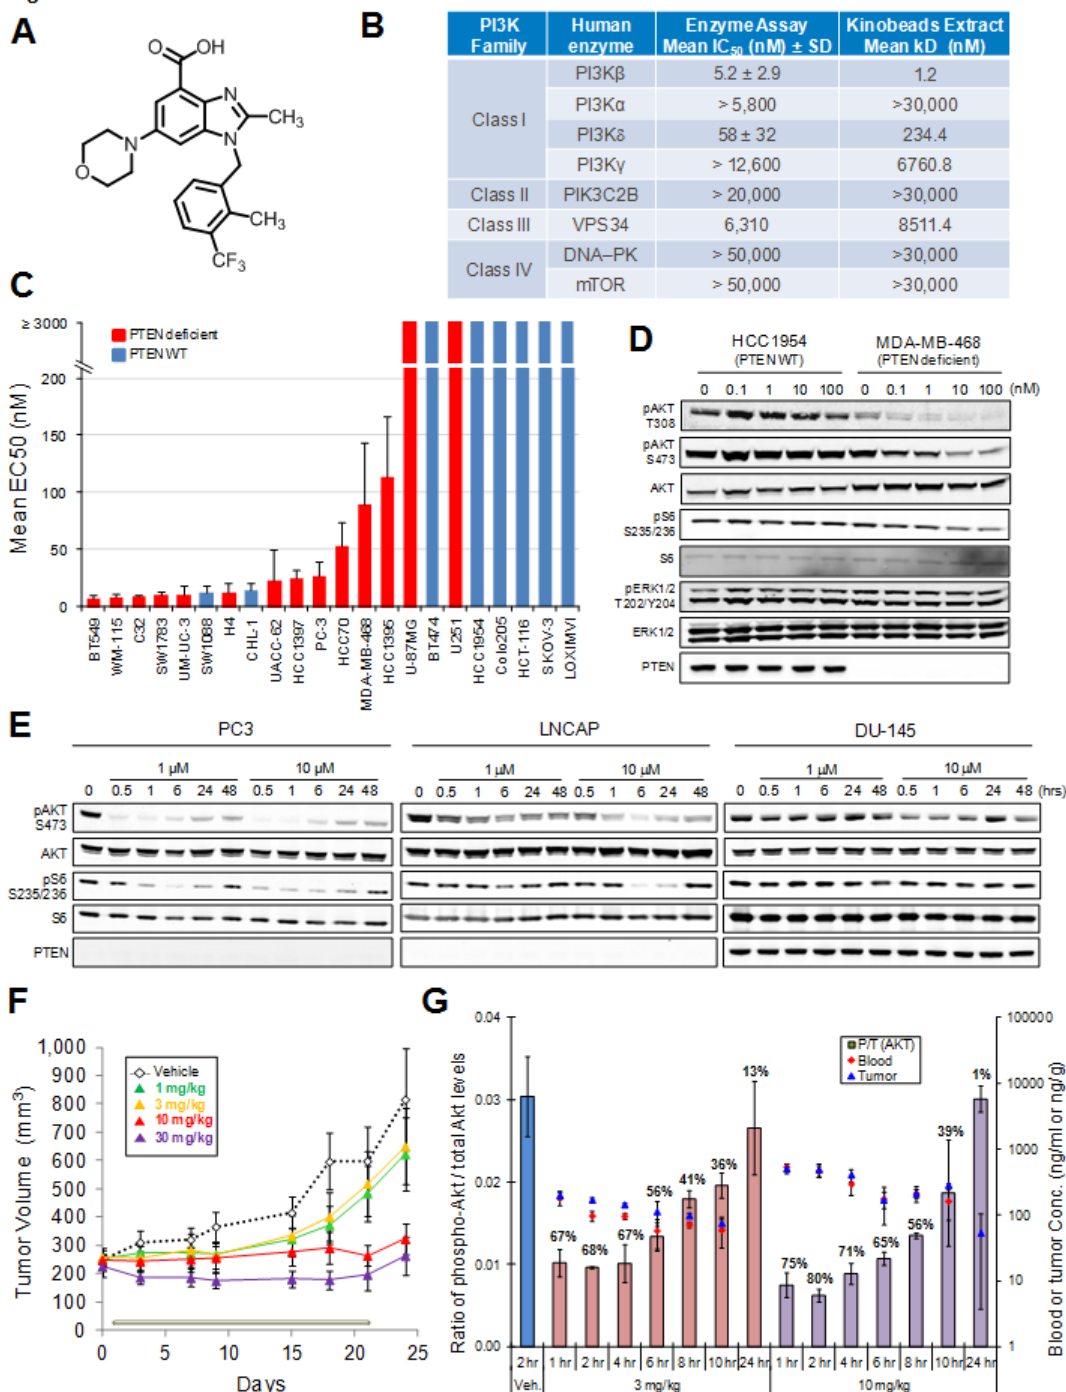 A
O
OH
N
CH₃
N
N
O
CH₃
CF₃
B
PI3K Family Human enzyme Enzyme Assay Mean IC₅₀ (nM) ± SD Kinobeads Extract Mean kD (nM)
Class I PI3Kβ 5.2 ± 2.9 1.2
PI3Kα > 5,800 >30,000
PI3Kδ 58 ± 32 234.4
PI3Kγ > 12,600 6760.8
Class II PIK3C2B > 20,000 >30,000
Class III VPS34 6,310 8511.4
Class IV DNA–PK > 50,000 >30,000
mTOR > 50,000 >30,000
C
≥ 3000
200
150
100
50
0
Mean EC50 (nM)
PTEN deficient
PTEN WT
BT549 WM-115 C32 SW1783 UM-UC-3 SW1088 H4 CHL-1 UACC-62 HCC1397 PC-3 HCC70 MDA-MB-468 HCC1395 U-87MG BT474 U251 HCC1954 Colo205 HCT-116 SKOV-3 LOXIMVI
D
HCC1954 MDA-MB-468
(PTEN WT) (PTEN deficient)
0 0.1 1 10 100 0 0.1 1 10 100 (nM)
pAKT
T308
pAKT
S473
AKT
pS6
S235/236
S6
pERK1/2
T202/Y204
ERK1/2
PTEN
E
PC3 LNCAP DU-145
1 µM 10 µM 1 µM 10 µM 1 µM 10 µM
0 0.5 1 6 24 48 0.5 1 6 24 48 0 0.5 1 6 24 48 0.5 1 6 24 48 0 0.5 1 6 24 48 0.5 1 6 24 48 (hrs)
pAKT
S473
AKT
pS6
S235/236
S6
PTEN
F
Tumor Volume (mm³)
1,000
900
800
700
600
500
400
300
200
100
0
Vehicle
1 mg/kg
3 mg/kg
10 mg/kg
30 mg/kg
0 5 10 15 20 25
Days
G
Ratio of phospho-Akt / total Akt levels
0.04
0.03
0.02
0.01
0.00
P/T (AKT)
Blood
Tumor
67% 68% 67% 56% 41% 36% 13% 75% 80% 71% 65% 56% 39% 1%
100000
10000
1000
100
10
1
Blood or tumor Conc. (ng/ml or ng/g)
2 hr 1 hr 2 hr 4 hr 6 hr 8 hr 10 hr 24 hr 1 hr 2 hr 4 hr 6 hr 8 hr 10 hr 24 hr
Veh. 3 mg/kg 10 mg/kg